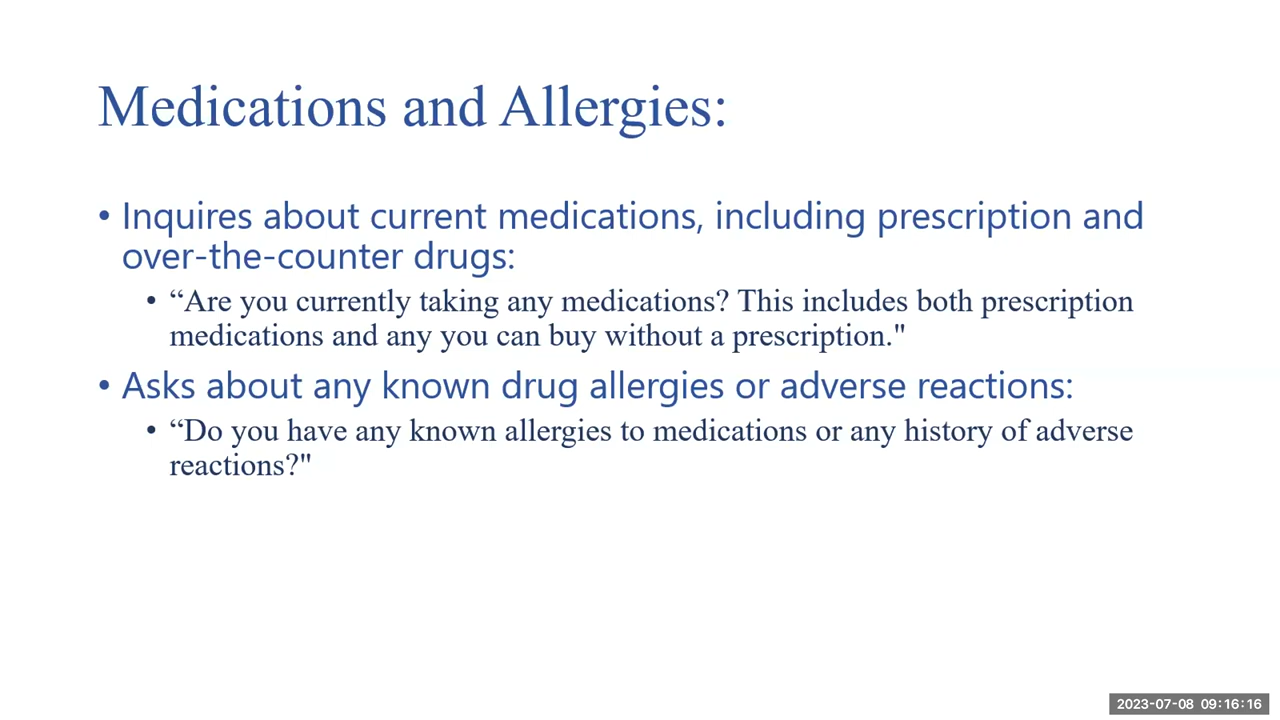 Medications and Allergies:
• Inquires about current medications, including prescription and
over-the-counter drugs:
• “Are you currently taking any medications? This includes both prescription
medications and any you can buy without a prescription."
• Asks about any known drug allergies or adverse reactions:
• “Do you have any known allergies to medications or any history of adverse
reactions?"
2023-07-08 09:16:16